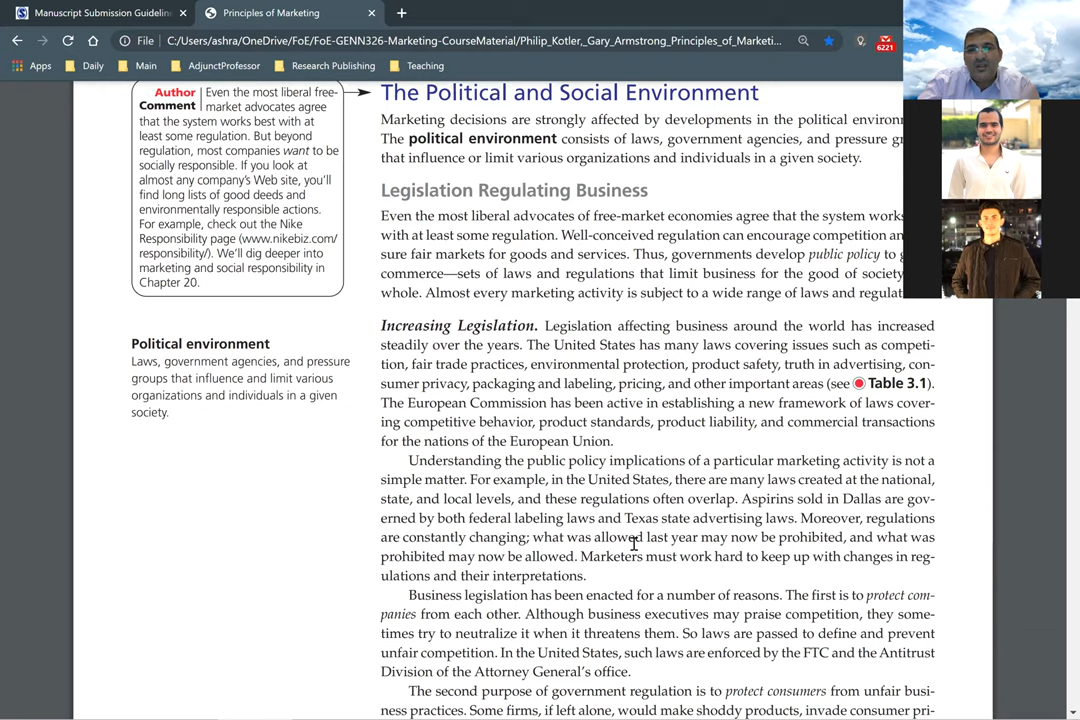 Manuscript Submission Guidelin
Principles of Marketing
File
C:/Users/ashra/OneDrive/FoE/FoE-GENN326-Marketing-CourseMaterial/Philip_Kotler,_Gary_Armstrong_Principles_of_Marketi...
6221
Apps Daily Main AdjunctProfessor Research Publishing Teaching
Author Comment
Even the most liberal free-
market advocates agree
that the system works best with at
least some regulation. But beyond
regulation, most companies want to be
socially responsible. If you look at
almost any company's Web site, you'll
find long lists of good deeds and
environmentally responsible actions.
For example, check out the Nike
Responsibility page (www.nikebiz.com/
responsibility/). We'll dig deeper into
marketing and social responsibility in
Chapter 20.
Political environment
Laws, government agencies, and pressure
groups that influence and limit various
organizations and individuals in a given
society.
The Political and Social Environment
Marketing decisions are strongly affected by developments in the political environ
The political environment consists of laws, government agencies, and pressure g
that influence or limit various organizations and individuals in a given society.
Legislation Regulating Business
Even the most liberal advocates of free-market economies agree that the system works
with at least some regulation. Well-conceived regulation can encourage competition an
sure fair markets for goods and services. Thus, governments develop public policy to g
commerce—sets of laws and regulations that limit business for the good of society
whole. Almost every marketing activity is subject to a wide range of laws and regulat
Increasing Legislation. Legislation affecting business around the world has increased
steadily over the years. The United States has many laws covering issues such as competi-
tion, fair trade practices, environmental protection, product safety, truth in advertising, con-
sumer privacy, packaging and labeling, pricing, and other important areas (see Table 3.1).
The European Commission has been active in establishing a new framework of laws cover-
ing competitive behavior, product standards, product liability, and commercial transactions
for the nations of the European Union.
Understanding the public policy implications of a particular marketing activity is not a
simple matter. For example, in the United States, there are many laws created at the national,
state, and local levels, and these regulations often overlap. Aspirins sold in Dallas are gov-
erned by both federal labeling laws and Texas state advertising laws. Moreover, regulations
are constantly changing; what was allowed last year may now be prohibited, and what was
prohibited may now be allowed. Marketers must work hard to keep up with changes in reg-
ulations and their interpretations.
Business legislation has been enacted for a number of reasons. The first is to protect com-
panies from each other. Although business executives may praise competition, they some-
times try to neutralize it when it threatens them. So laws are passed to define and prevent
unfair competition. In the United States, such laws are enforced by the FTC and the Antitrust
Division of the Attorney General's office.
The second purpose of government regulation is to protect consumers from unfair busi-
ness practices. Some firms, if left alone, would make shoddy products, invade consumer pri-